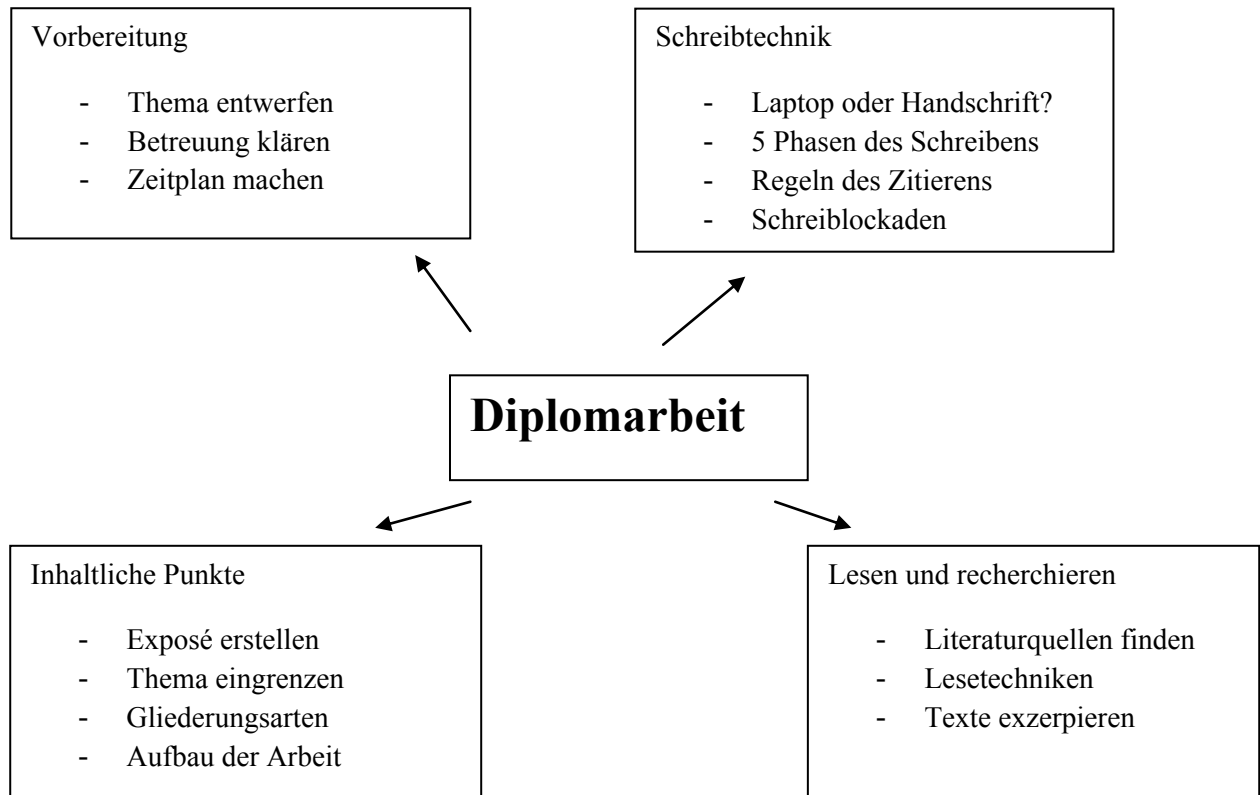 Vorbereitung
- Thema entwerfen
- Betreuung klären
- Zeitplan machen
Schreibtechnik
- Laptop oder Handschrift?
- 5 Phasen des Schreibens
- Regeln des Zitierens
- Schreiblockaden
Diplomarbeit
Inhaltliche Punkte
- Exposé erstellen
- Thema eingrenzen
- Gliederungsarten
- Aufbau der Arbeit
Lesen und recherchieren
- Literaturquellen finden
- Lesetechniken
- Texte exzerpieren